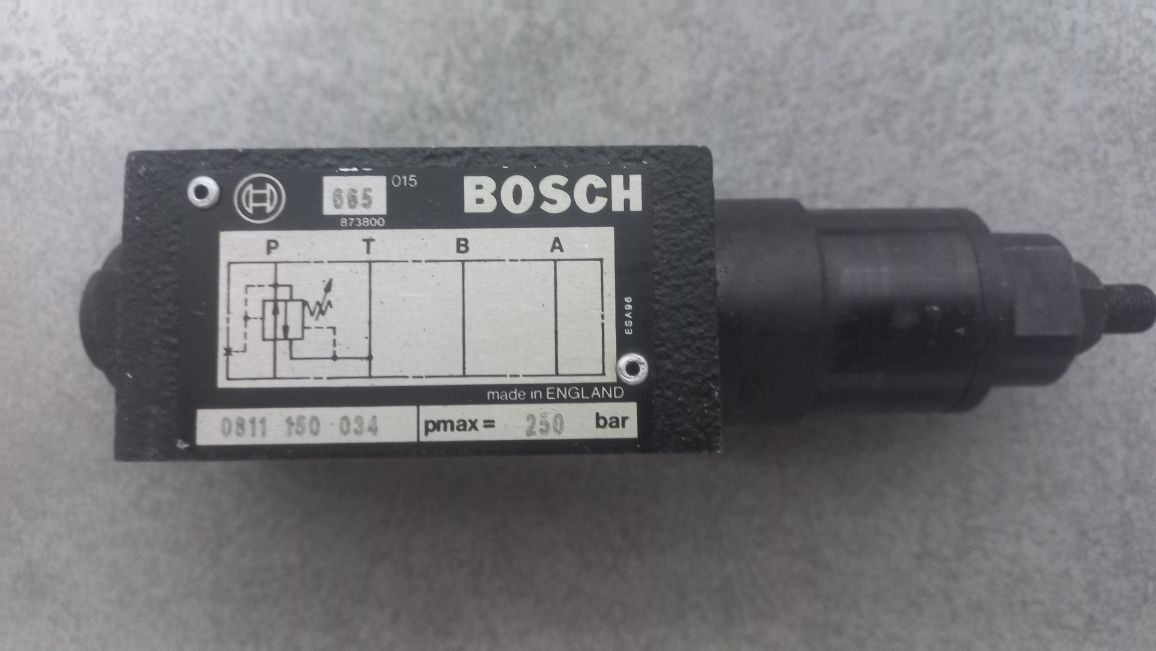 665 015 BOSCH
873800
P T B A
ESA96
made in ENGLAND
0811 150 034 pmax= 250 bar